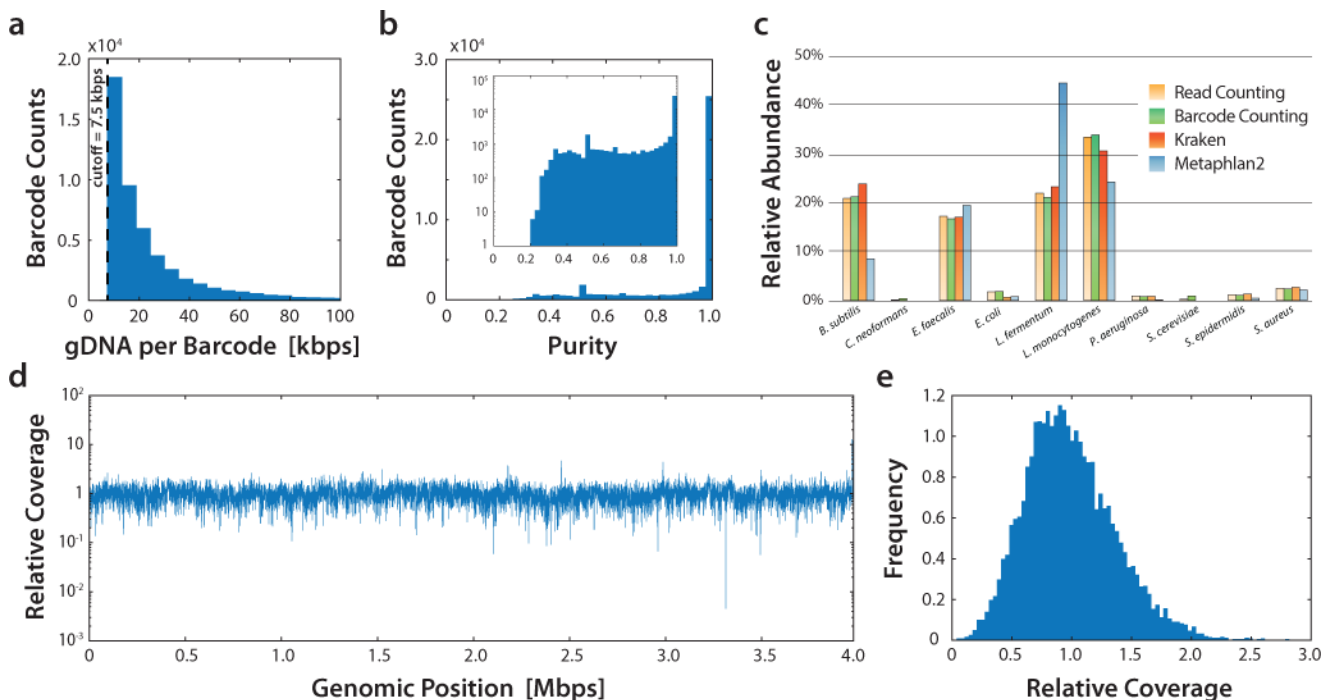 a
x10⁴
2.0
1.5
1.0
0.5
0
Barcode Counts
cutoff = 7.5 kbps
0 20 40 60 80 100
gDNA per Barcode [kbps]
b
x10⁴
3.0
2.0
1.0
0
Barcode Counts
10⁵
10⁴
10³
10²
10¹
1
0 0.2 0.4 0.6 0.8 1.0
0 0.2 0.4 0.6 0.8 1.0
Purity
c
50%
40%
30%
20%
10%
0%
Relative Abundance
Read Counting
Barcode Counting
Kraken
Metaphlan2
B. subtilis
C. neoformans
E. faecalis
E. coli
L. fermentum
L. monocytogenes
P. aeruginosa
S. cerevisiae
S. epidermidis
S. aureus
d
10²
10
1
10⁻¹
10⁻²
10⁻³
Relative Coverage
0 0.5 1.0 1.5 2.0 2.5 3.0 3.5 4.0
Genomic Position [Mbps]
e
1.2
1.0
0.8
0.6
0.4
0.2
0
Frequency
0 0.5 1.0 1.5 2.0 2.5 3.0
Relative Coverage